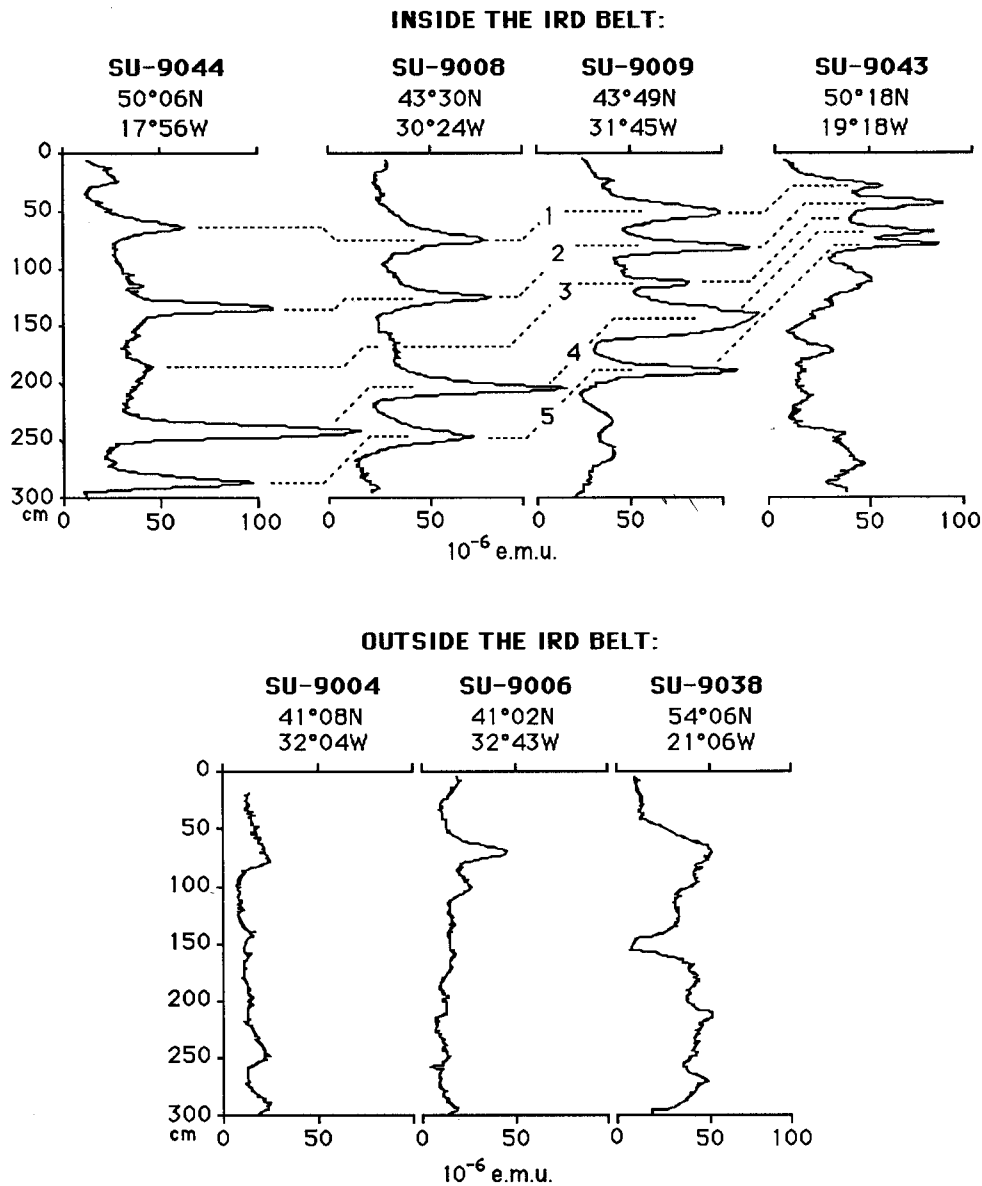 INSIDE THE IRD BELT:
SU-9044 SU-9008 SU-9009 SU-9043
50°06N 43°30N 43°49N 50°18N
17°56W 30°24W 31°45W 19°18W
0
50
100
150
200
250
300
cm
1
2
3
4
5
0 50 100 50 0 50 0 50 100
10⁻⁶ e.m.u.
OUTSIDE THE IRD BELT:
SU-9004 SU-9006 SU-9038
41°08N 41°02N 54°06N
32°04W 32°43W 21°06W
0
50
100
150
200
250
300
cm
0 50 0 50 0 50 100
10⁻⁶ e.m.u.